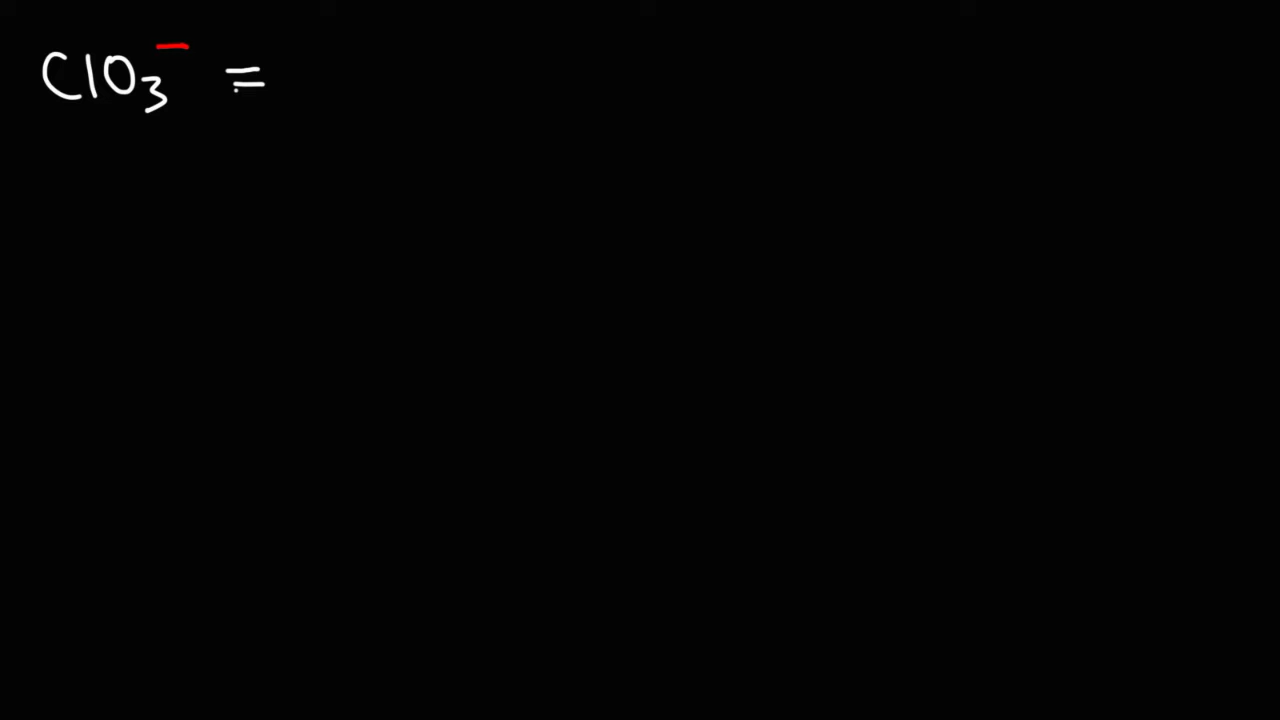 ClO₃⁻ =